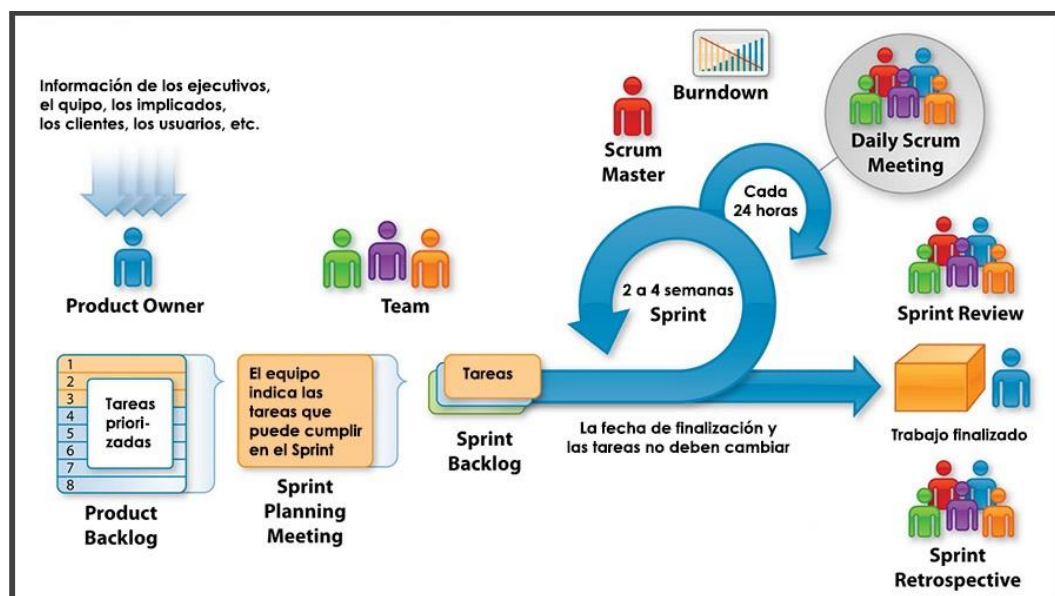 Información de los ejecutivos,
el quipo, los implicados,
los clientes, los usuarios, etc.
Product Owner
Team
Scrum
Master
Burndown
Daily Scrum
Meeting
Cada
24 horas
2 a 4 semanas
Sprint
Sprint Review
1
2
3
4
5
6
7
8
Tareas
priori-
zadas
Product
Backlog
El equipo
indica las
tareas que
puede cumplir
en el Sprint
Sprint
Planning
Meeting
Tareas
Sprint
Backlog
La fecha de finalización y
las tareas no deben cambiar
Trabajo finalizado
Sprint
Retrospective